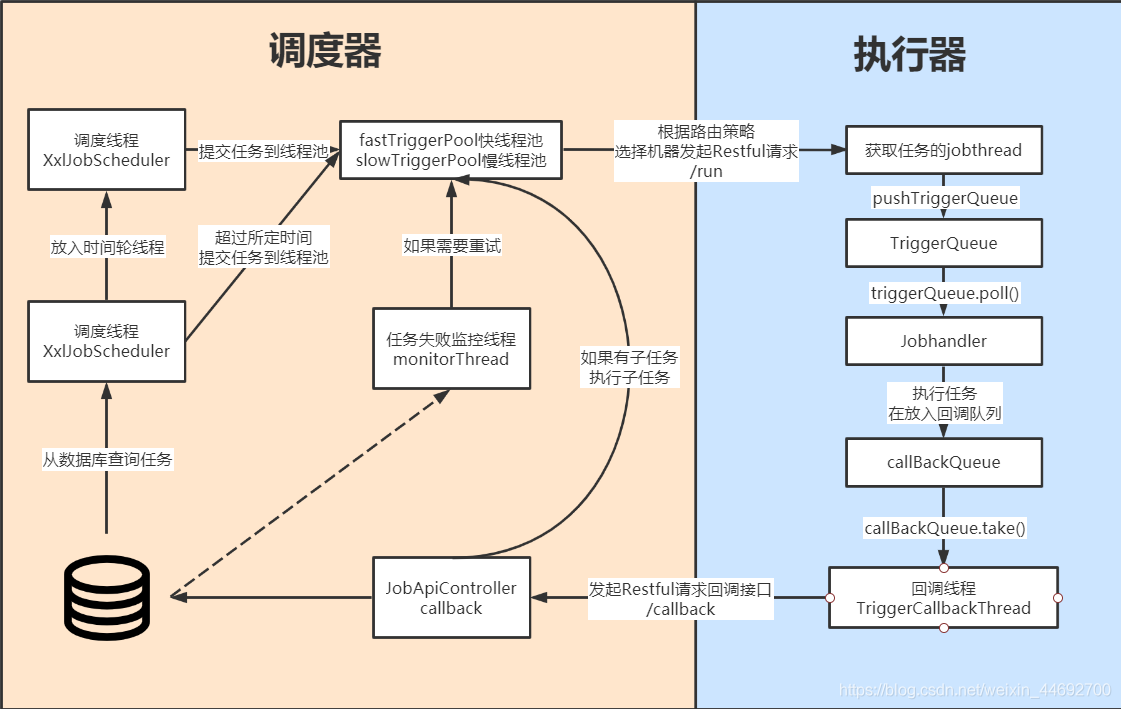 调度器
执行器
调度线程
XxlJobScheduler
提交任务到线程池
fastTriggerPool快线程池
slowTriggerPool慢线程池
根据路由策略
选择机器发起Restful请求
/run
获取任务的jobthread
pushTriggerQueue
放入时间轮线程
超过所定时间
提交任务到线程池
如果需要重试
TriggerQueue
triggerQueue.poll()
调度线程
XxlJobScheduler
任务失败监控线程
monitorThread
如果有子任务
执行子任务
Jobhandler
执行任务
在放入回调队列
从数据库查询任务
callBackQueue
callBackQueue.take()
JobApiController
callback
发起Restful请求回调接口
/callback
回调线程
TriggerCallbackThread
https://blog.csdn.net/weixin_44692700